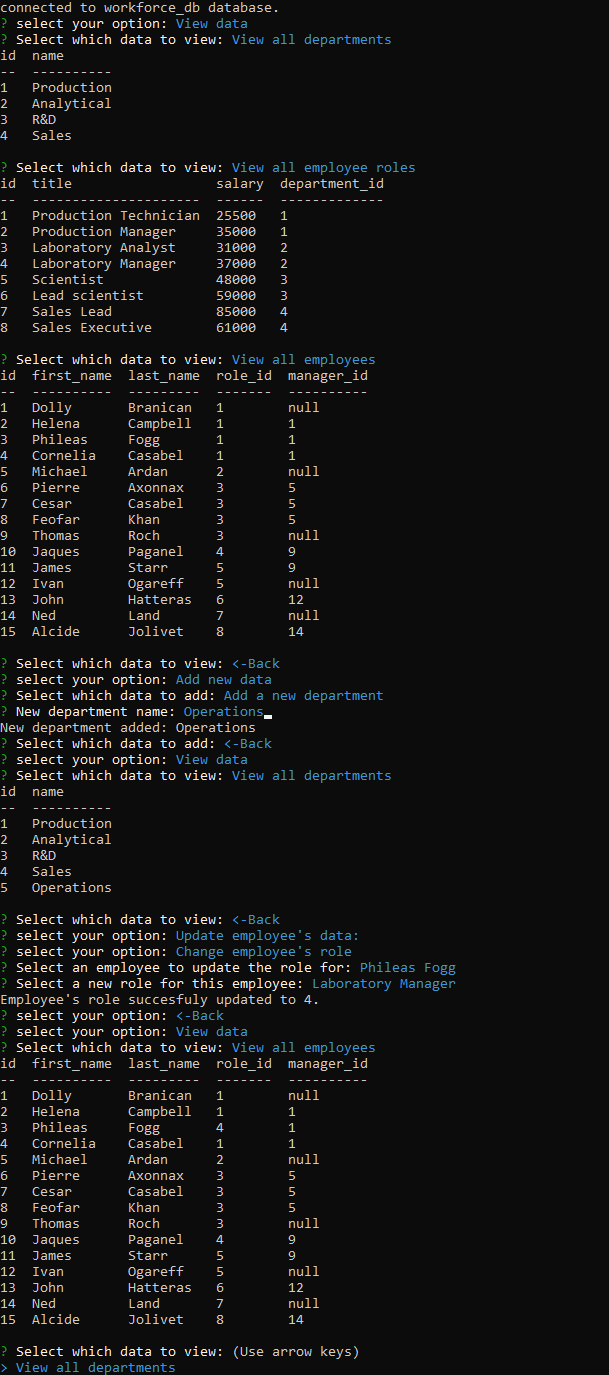 connected to workforce_db database.
? select your option: View data
? Select which data to view: View all departments
id  name
--  ----------
1   Production
2   Analytical
3   R&D
4   Sales

? Select which data to view: View all employee roles
id  title                  salary  department_id
--  ---------------------  ------  -------------
1   Production Technician  25500   1
2   Production Manager     35000   1
3   Laboratory Analyst     31000   2
4   Laboratory Manager     37000   2
5   Scientist              48000   3
6   Lead scientist         59000   3
7   Sales Lead             85000   4
8   Sales Executive        61000   4

? Select which data to view: View all employees
id  first_name  last_name  role_id  manager_id
--  ----------  ---------  -------  ----------
1   Dolly       Branican   1        null
2   Helena      Campbell   1        1
3   Phileas     Fogg       1        1
4   Cornelia    Casabel    1        1
5   Michael     Ardan      2        null
6   Pierre      Axonnax    3        5
7   Cesar       Casabel    3        5
8   Feofar      Khan       3        5
9   Thomas      Roch       3        null
10  Jaques      Paganel    4        9
11  James       Starr      5        9
12  Ivan        Ogareff    5        null
13  John        Hatteras   6        12
14  Ned         Land       7        null
15  Alcide      Jolivet    8        14

? Select which data to view: <-Back
? select your option: Add new data
? Select which data to add: Add a new department
? New department name: Operations
New department added: Operations
? Select which data to add: <-Back
? select your option: View data
? Select which data to view: View all departments
id  name
--  ----------
1   Production
2   Analytical
3   R&D
4   Sales
5   Operations

? Select which data to view: <-Back
? select your option: Update employee's data:
? select your option: Change employee's role
? Select an employee to update the role for: Phileas Fogg
? Select a new role for this employee: Laboratory Manager
Employee's role succesfuly updated to 4.
? select your option: <-Back
? select your option: View data
? Select which data to view: View all employees
id  first_name  last_name  role_id  manager_id
--  ----------  ---------  -------  ----------
1   Dolly       Branican   1        null
2   Helena      Campbell   1        1
3   Phileas     Fogg       4        1
4   Cornelia    Casabel    1        1
5   Michael     Ardan      2        null
6   Pierre      Axonnax    3        5
7   Cesar       Casabel    3        5
8   Feofar      Khan       3        5
9   Thomas      Roch       3        null
10  Jaques      Paganel    4        9
11  James       Starr      5        9
12  Ivan        Ogareff    5        null
13  John        Hatteras   6        12
14  Ned         Land       7        null
15  Alcide      Jolivet    8        14

? Select which data to view: (Use arrow keys)
> View all departments